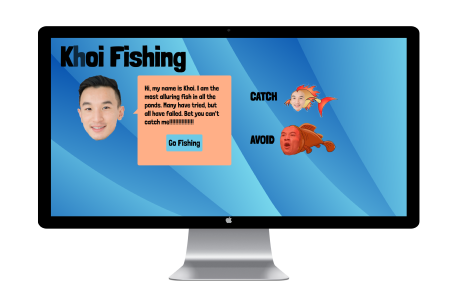 Khoi Fishing
Hi, my name is Khoi. I am the
most alluring fish in all the
ponds. Many have tried, but
all have failed. Bet you can't
catch me!!!!!!!!!!!!!!!!!
Go Fishing
CATCH
AVOID